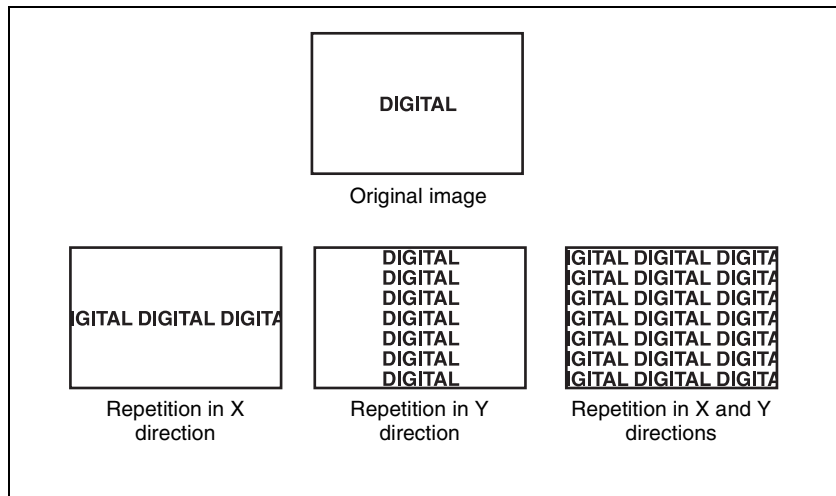 DIGITAL
Original image
IGITAL DIGITAL DIGITA
Repetition in X
direction
DIGITAL
DIGITAL
DIGITAL
DIGITAL
DIGITAL
DIGITAL
DIGITAL
Repetition in Y
direction
IGITAL DIGITAL DIGITA
IGITAL DIGITAL DIGITA
IGITAL DIGITAL DIGITA
IGITAL DIGITAL DIGITA
IGITAL DIGITAL DIGITA
IGITAL DIGITAL DIGITA
IGITAL DIGITAL DIGITA
Repetition in X and Y
directions